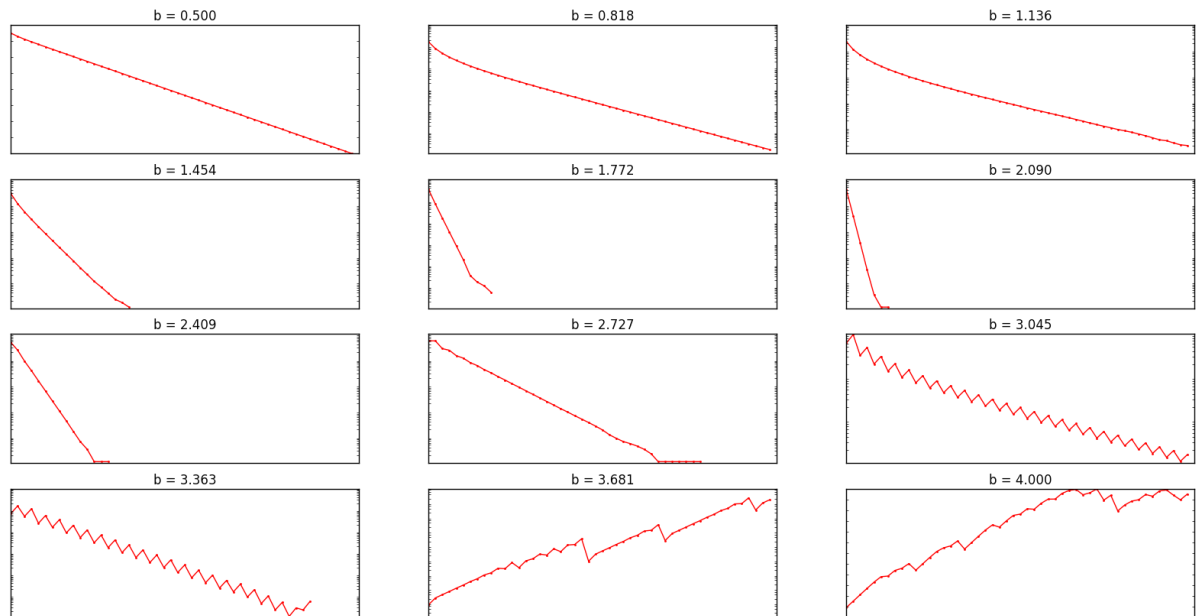 b = 0.500
b = 0.818
b = 1.136
b = 1.454
b = 1.772
b = 2.090
b = 2.409
b = 2.727
b = 3.045
b = 3.363
b = 3.681
b = 4.000